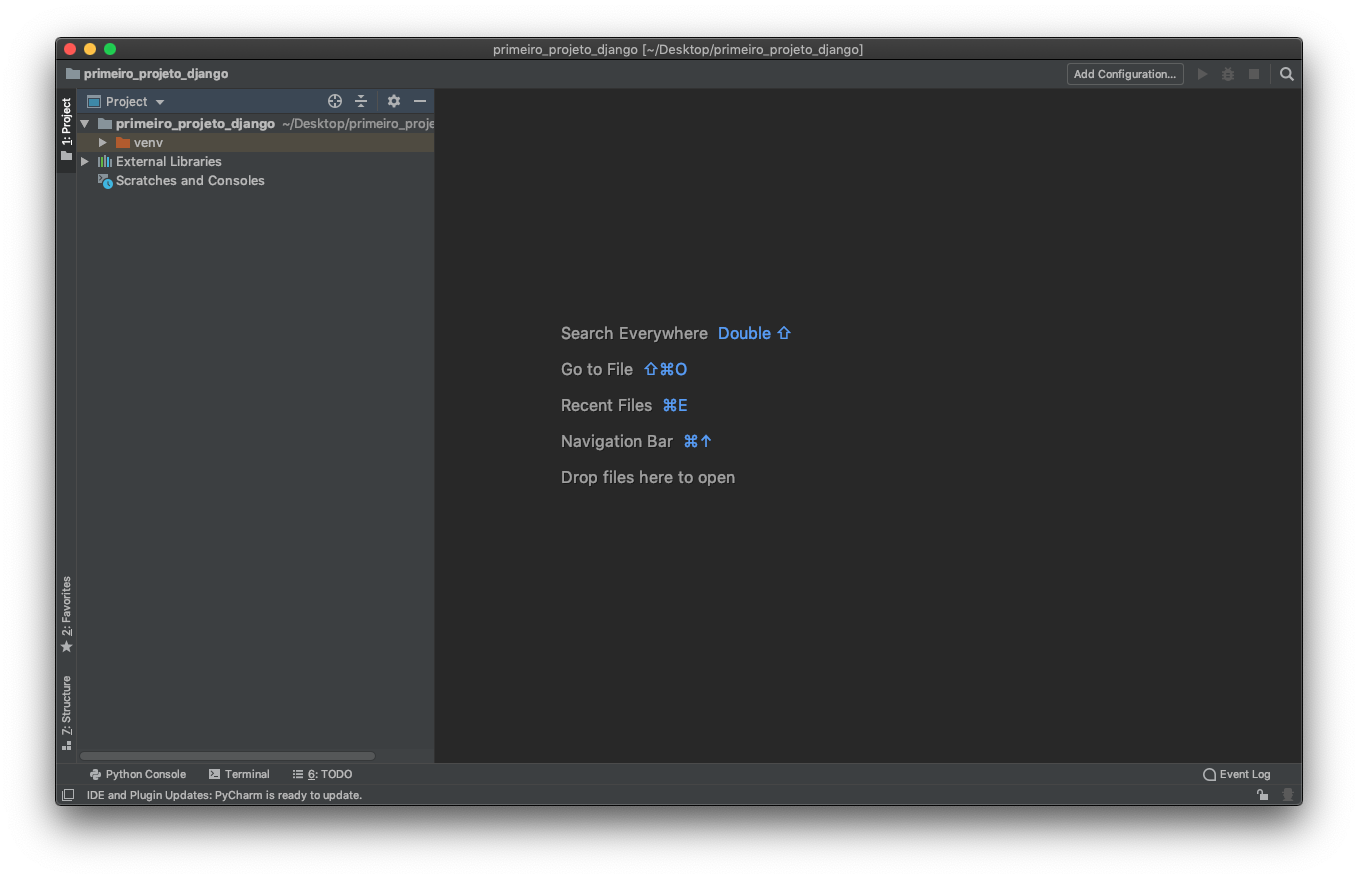 primeiro_projeto_django [~/Desktop/primeiro_projeto_django]
primeiro_projeto_django
Add Configuration...
1: Project
Project
primeiro_projeto_django ~/Desktop/primeiro_proje
venv
External Libraries
Scratches and Consoles
Search Everywhere Double ⇧
Go to File ⇧⌘O
Recent Files ⌘E
Navigation Bar ⌘↑
Drop files here to open
2: Favorites
Z: Structure
Python Console Terminal 6: TODO Event Log
IDE and Plugin Updates: PyCharm is ready to update.